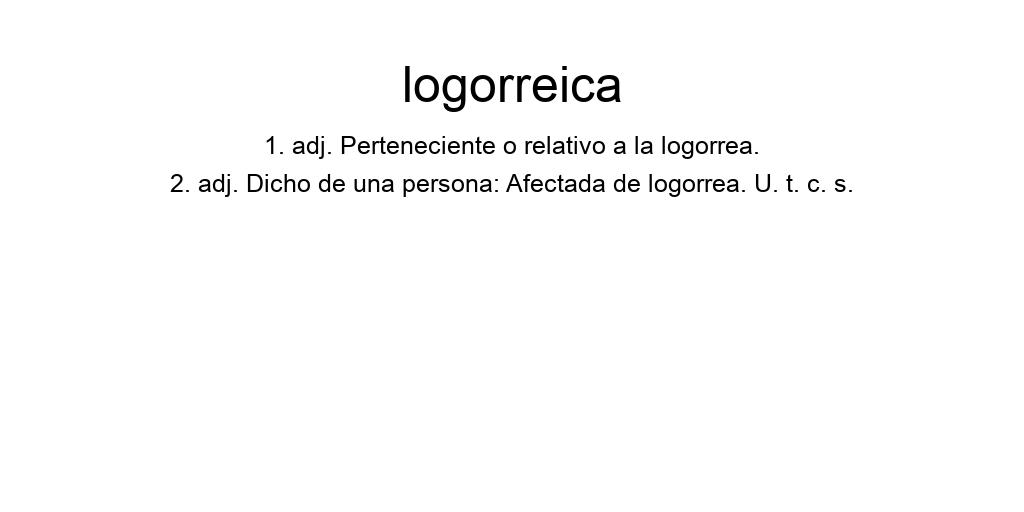 logorreica
1. adj. Perteneciente o relativo a la logorrea.
2. adj. Dicho de una persona: Afectada de logorrea. U. t. c. s.